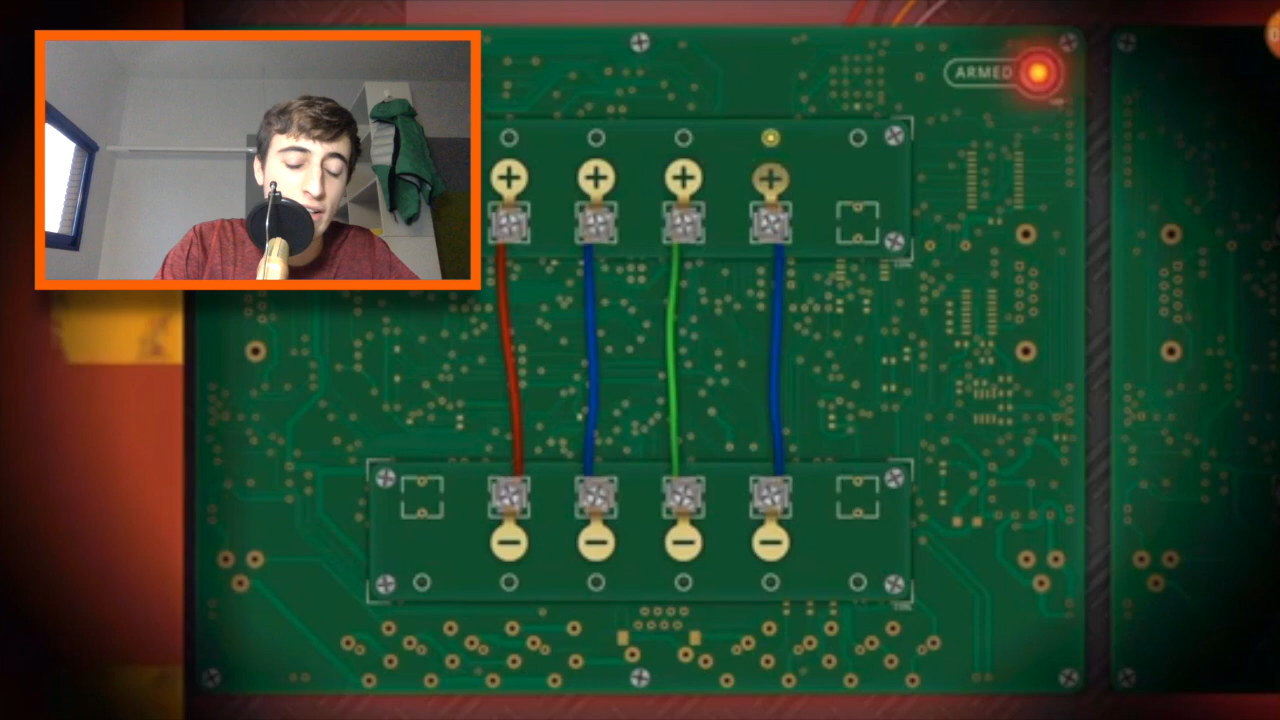 ARMED
+ + + +
− − − −